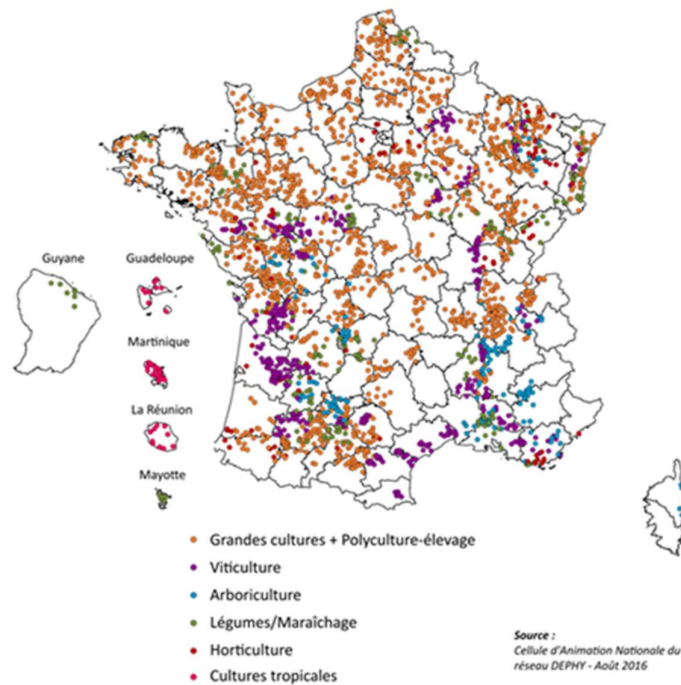 Guyane
Guadeloupe
Martinique
La Réunion
Mayotte
Grandes cultures + Polyculture-élevage
Viticulture
Arboriculture
Légumes/Maraîchage
Horticulture
Cultures tropicales
Source :
Cellule d'Animation Nationale du
réseau DEPHY - Août 2016